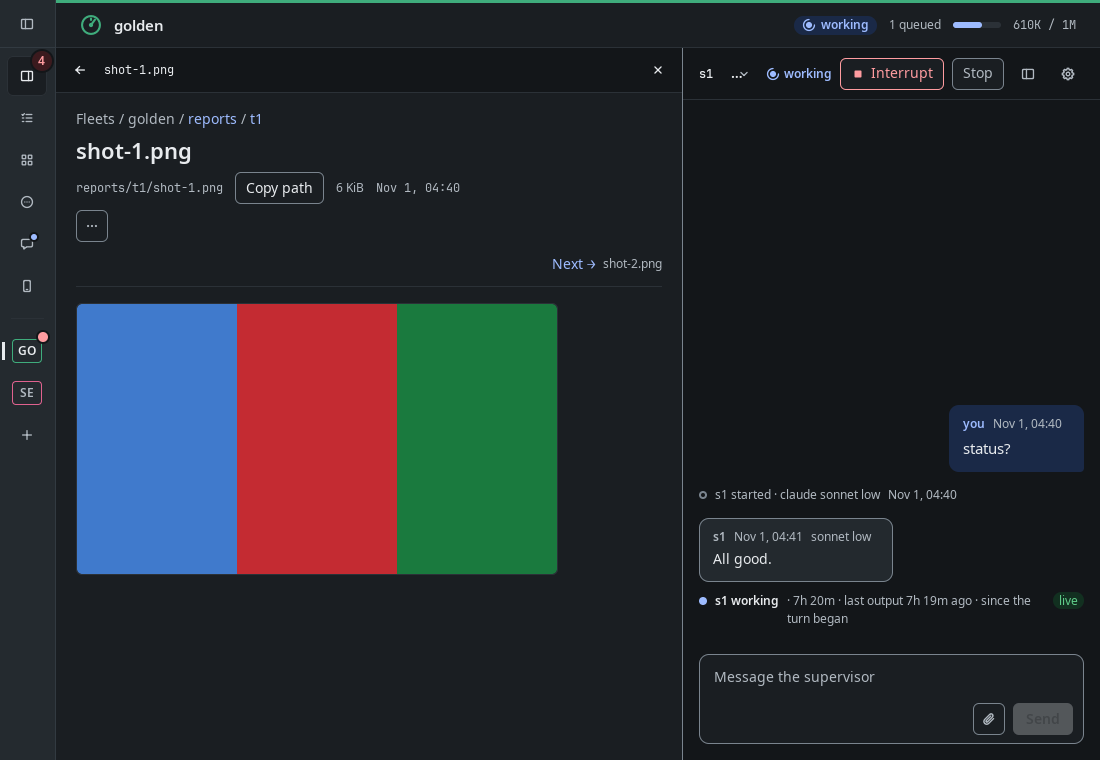 golden
working
1 queued
610K / 1M
4
shot-1.png
s1
...
working
Interrupt
Stop
Fleets / golden / reports / t1
shot-1.png
reports/t1/shot-1.png
Copy path
6 KiB
Nov 1, 04:40
...
Next → shot-2.png
GO
SE
you Nov 1, 04:40
status?
s1 started · claude sonnet low Nov 1, 04:40
s1 Nov 1, 04:41 sonnet low
All good.
s1 working · 7h 20m · last output 7h 19m ago · since the
turn began
live
Message the supervisor
Send